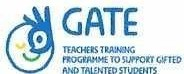 GATE
TEACHERS TRAINING
PROGRAMME TO SUPPORT GIFTED
AND TALENTED STUDENTS